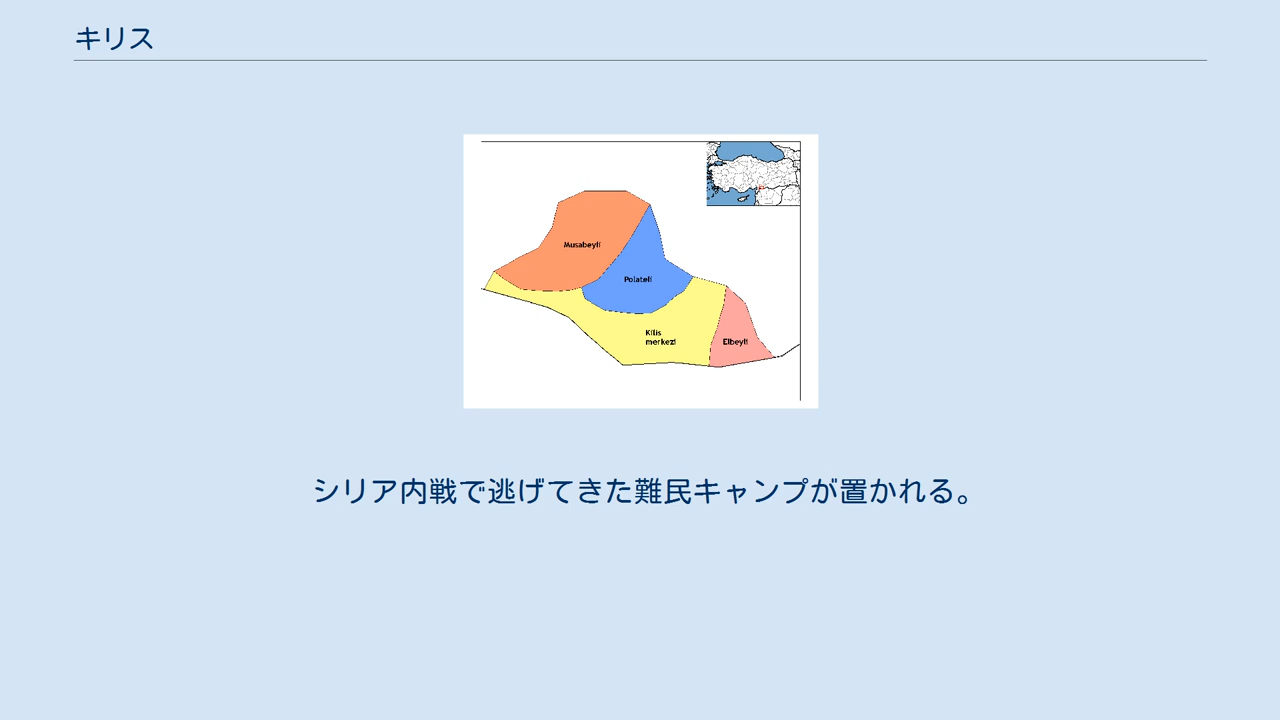 キリス
Musabeyli
Polateli
Kilis
merkezi
Elbeyli
シリア内戦で逃げてきた難民キャンプが置かれる。